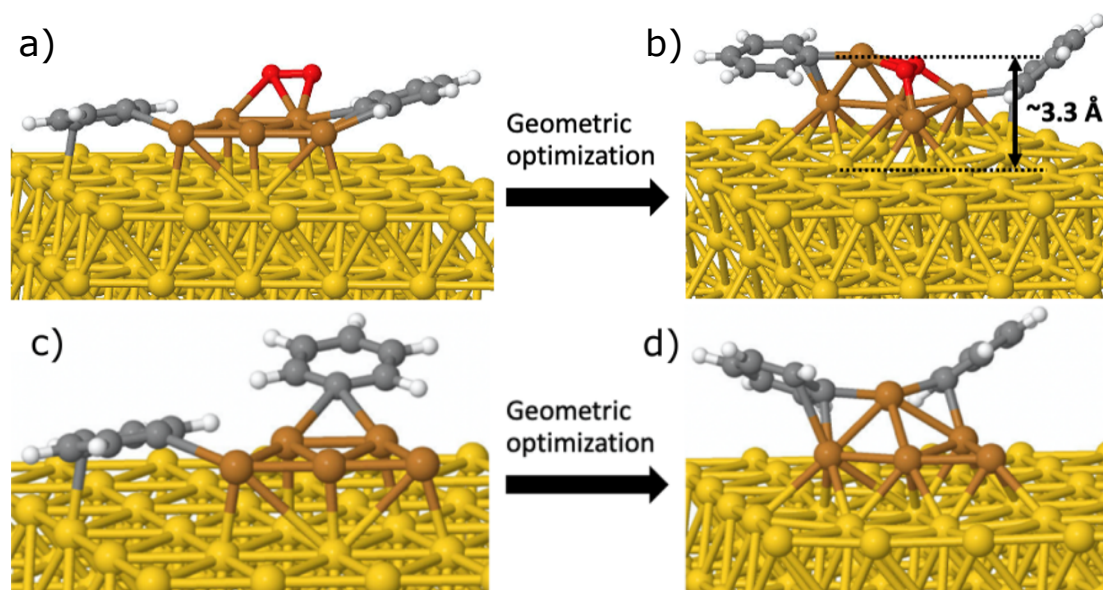 a)
b)
Geometric
optimization
~3.3 Å
c)
d)
Geometric
optimization